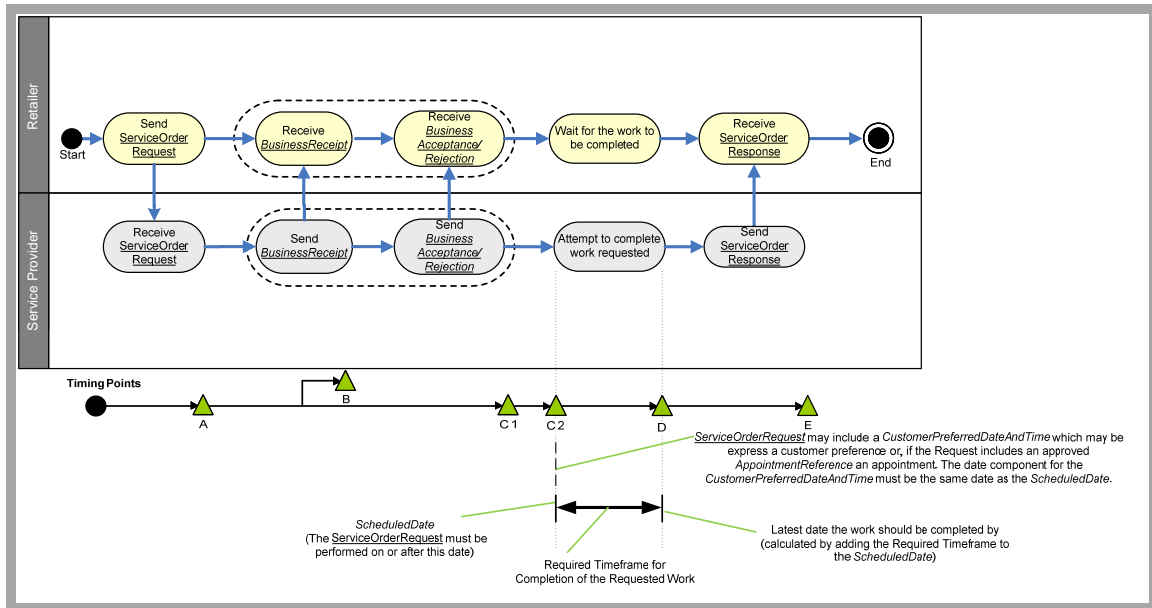 Retailer
Start
Send
ServiceOrder
Request
Receive
BusinessReceipt
Receive
Business
Acceptance/
Rejection
Wait for the work to
be completed
Receive
ServiceOrder
Response
End
Service Provider
Receive
ServiceOrder
Request
Send
BusinessReceipt
Send
Business
Acceptance/
Rejection
Attempt to complete
work requested
Send
ServiceOrder
Response
Timing Points
A
B
C1
C2
D
E
ServiceOrderRequest may include a CustomerPreferredDateAndTime which may be
express a customer preference or, if the Request includes an approved
AppointmentReference an appointment. The date component for the
CustomerPreferredDateAndTime must be the same date as the ScheduledDate.
ScheduledDate
(The ServiceOrderRequest must be
performed on or after this date)
Required Timeframe for
Completion of the Requested Work
Latest date the work should be completed by
(calculated by adding the Required Timeframe to
the ScheduledDate)